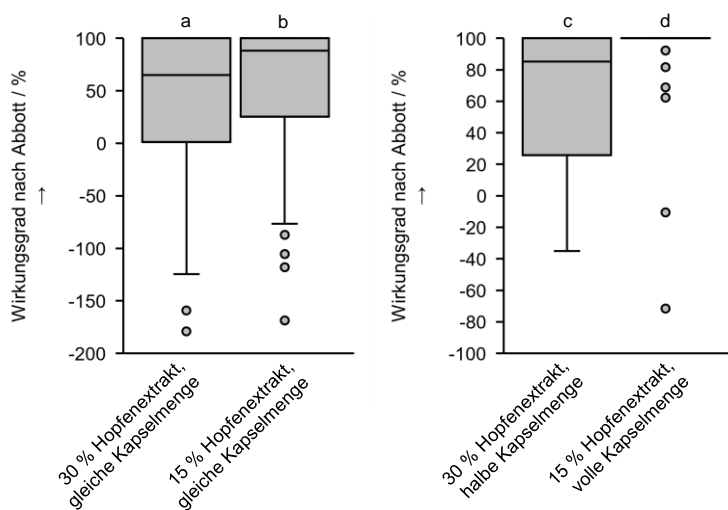 a b
c d
Wirkungsgrad nach Abbott / %
→
100
50
0
-50
-100
-150
-200
30 % Hopfenextrakt,
gleiche Kapselmenge
15 % Hopfenextrakt,
gleiche Kapselmenge
Wirkungsgrad nach Abbott / %
→
100
80
60
40
20
0
-20
-40
-60
-80
-100
30 % Hopfenextrakt,
halbe Kapselmenge
15 % Hopfenextrakt,
volle Kapselmenge